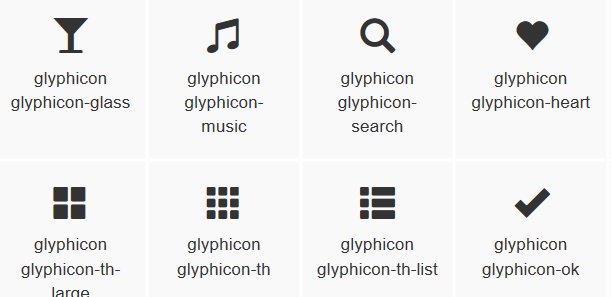 glyphicon
glyphicon-glass
glyphicon
glyphicon-
music
glyphicon
glyphicon-
search
glyphicon
glyphicon-heart
glyphicon
glyphicon-th-
large
glyphicon
glyphicon-th
glyphicon
glyphicon-th-list
glyphicon
glyphicon-ok